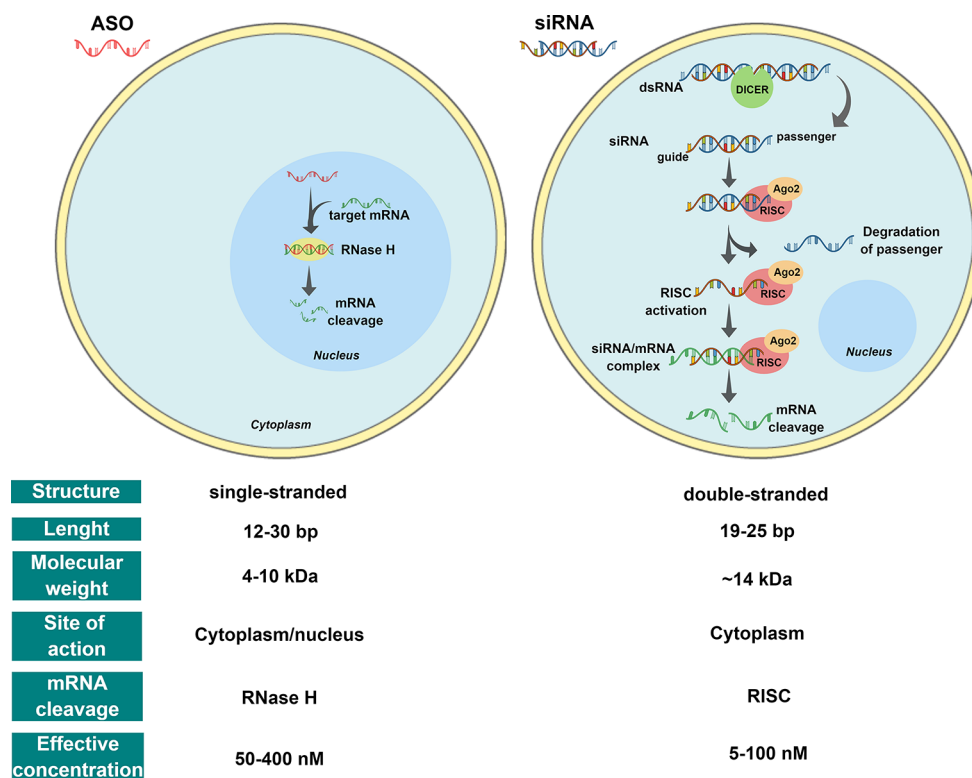 ASO
target mRNA
RNase H
mRNA
cleavage
Nucleus
Cytoplasm
siRNA
dsRNA
DICER
siRNA
guide
passenger
Ago2
RISC
Degradation
of passenger
Ago2
RISC
RISC
activation
siRNA/mRNA
complex
Ago2
RISC
Nucleus
mRNA
cleavage
Structure
single-stranded
double-stranded
Lenght
12-30 bp
19-25 bp
Molecular
weight
4-10 kDa
~14 kDa
Site of
action
Cytoplasm/nucleus
Cytoplasm
mRNA
cleavage
RNase H
RISC
Effective
concentration
50-400 nM
5-100 nM